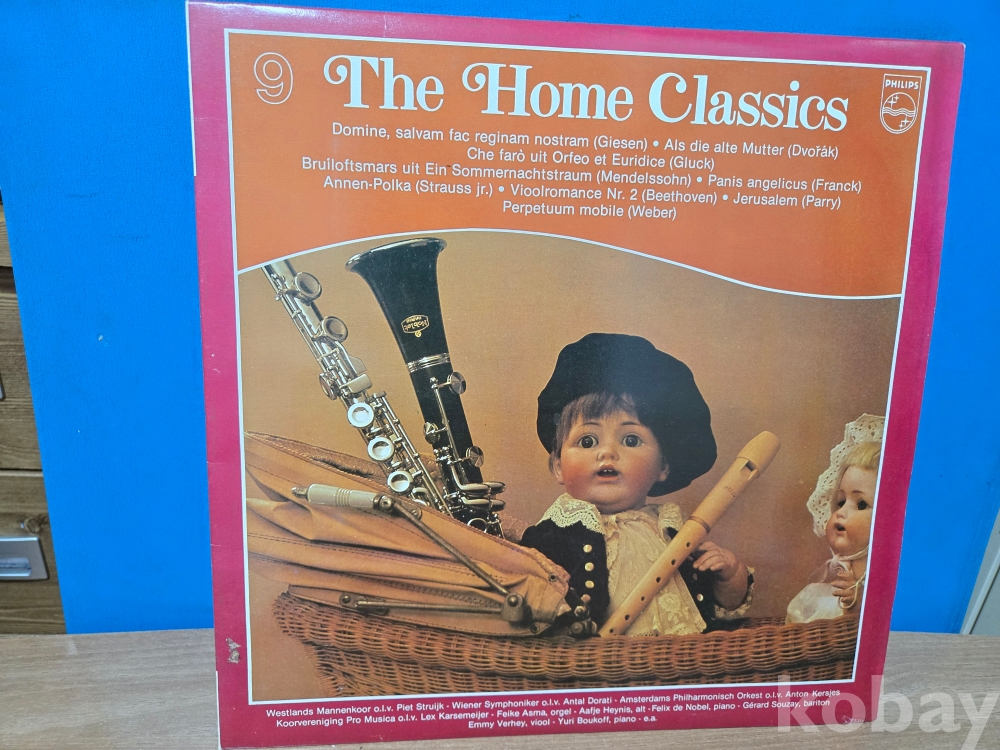 9
The Home Classics
PHILIPS
Domine, salvam fac reginam nostram (Giesen) • Als die alte Mutter (Dvořák)
Che farò uit Orfeo et Euridice (Gluck)
Bruiloftsmars uit Ein Sommernachtstraum (Mendelssohn) • Panis angelicus (Franck)
Annen-Polka (Strauss jr.) • Vioolromance Nr. 2 (Beethoven) • Jerusalem (Parry)
Perpetuum mobile (Weber)
Westlands Mannenkoor o.l.v. Piet Struijk - Wiener Symphoniker o.l.v. Antal Dorati - Amsterdams Philharmonisch Orkest o.l.v. Anton Kersjes
Koorvereniging Pro Musica o.l.v. Lex Karsemeijer - Feike Asma, orgel - Aafje Heynis, alt - Felix de Nobel, piano - Gérard Souzay, bariton
Emmy Verhey, viool - Yuri Boukoff, piano - e.a.
kobay